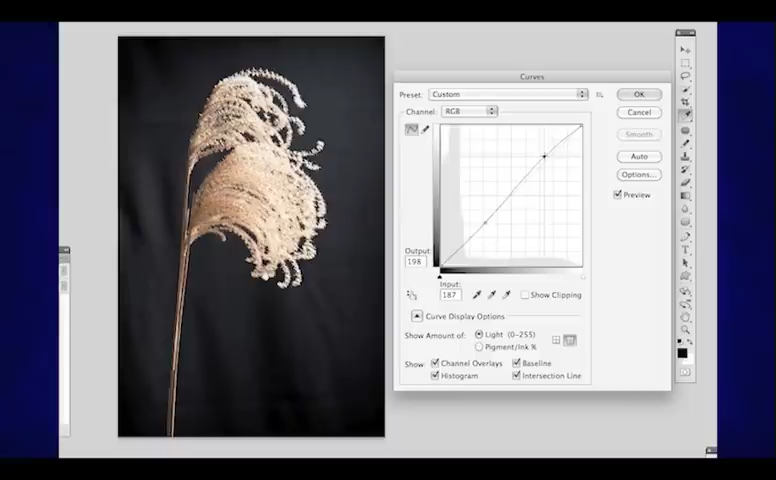 Curves
Preset: Custom
OK
Channel: RGB
Cancel
Smooth
Auto
Options...
Preview
Output:
198
Input:
187
Show Clipping
Curve Display Options
Show Amount of: Light (0-255)
Pigment/Ink %
Show: Channel Overlays Baseline
Histogram Intersection Line